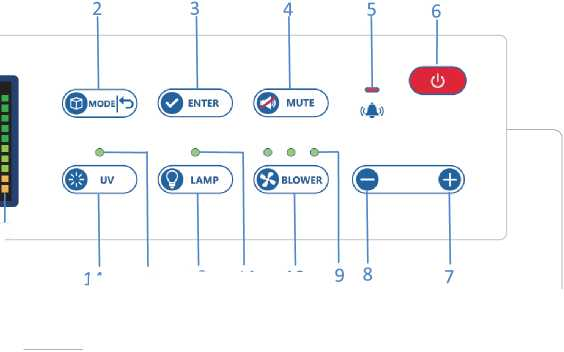 2 3 4 5 6
MODE ENTER MUTE
UV LAMP BLOWER
9 8 7